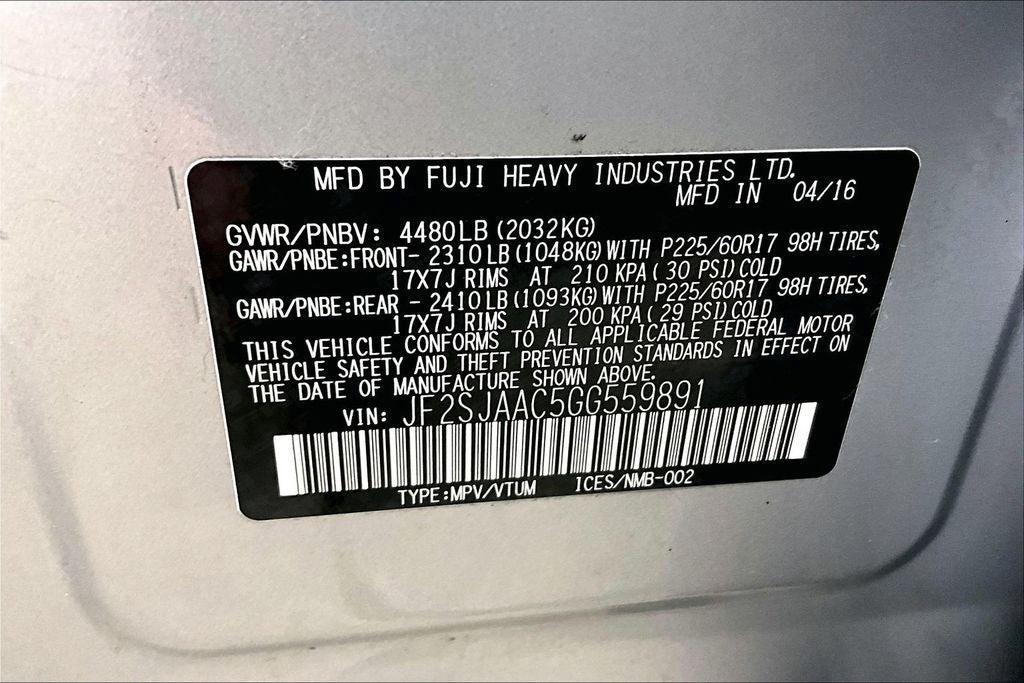 MFD BY FUJI HEAVY INDUSTRIES LTD.
MFD IN 04/16
GVWR/PNBV: 4480LB (2032KG)
GAWR/PNBE:FRONT- 2310LB (1048KG) WITH P225/60R17 98H TIRES,
17X7J RIMS AT 210 KPA ( 30 PSI) COLD
GAWR/PNBE:REAR - 2410LB (1093KG) WITH P225/60R17 98H TIRES,
17X7J RIMS AT 200 KPA ( 29 PSI) COLD
THIS VEHICLE CONFORMS TO ALL APPLICABLE FEDERAL MOTOR
VEHICLE SAFETY AND THEFT PREVENTION STANDARDS IN EFFECT ON
THE DATE OF MANUFACTURE SHOWN ABOVE.
VIN: JF2SJAAC5GG559891
TYPE:MPV/VTUM ICES/NMB-002